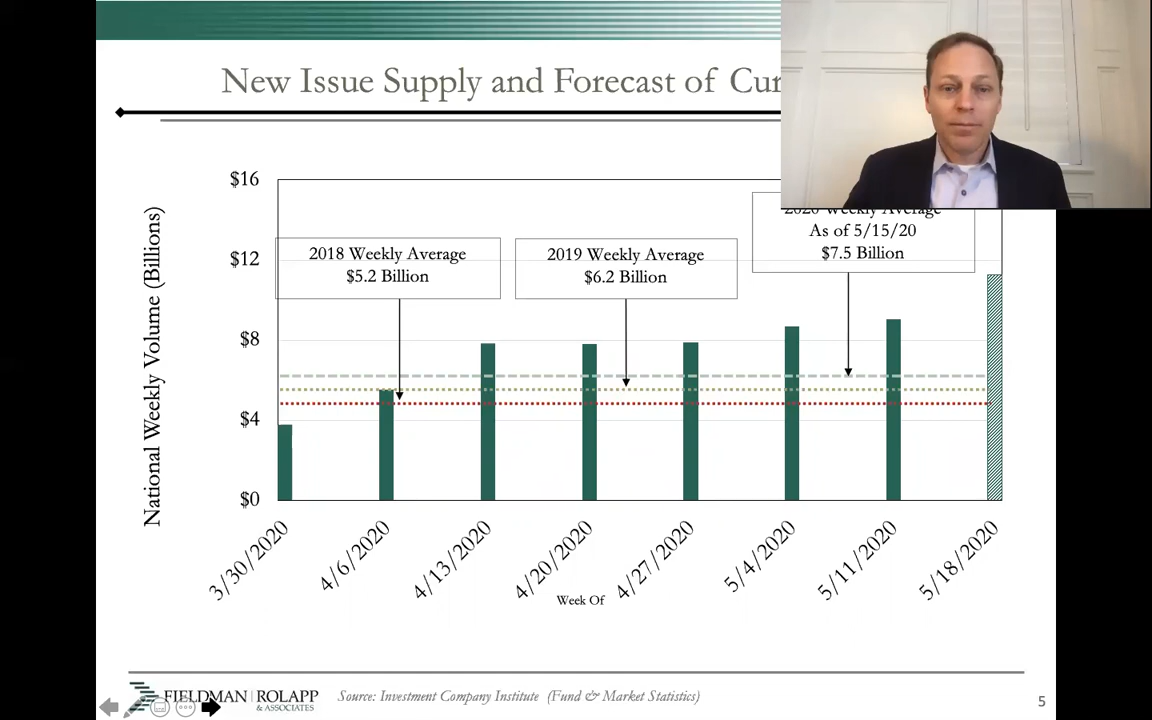 New Issue Supply and Forecast of Cur
National Weekly Volume (Billions)
$16
$12
$8
$4
$0
2018 Weekly Average
$5.2 Billion
2019 Weekly Average
$6.2 Billion
2020 Weekly Average
As of 5/15/20
$7.5 Billion
3/30/2020
4/6/2020
4/13/2020
4/20/2020
4/27/2020
5/4/2020
5/11/2020
5/18/2020
Week Of
FIELDMAN | ROLAPP
& ASSOCIATES
Source: Investment Company Institute (Fund & Market Statistics)
5